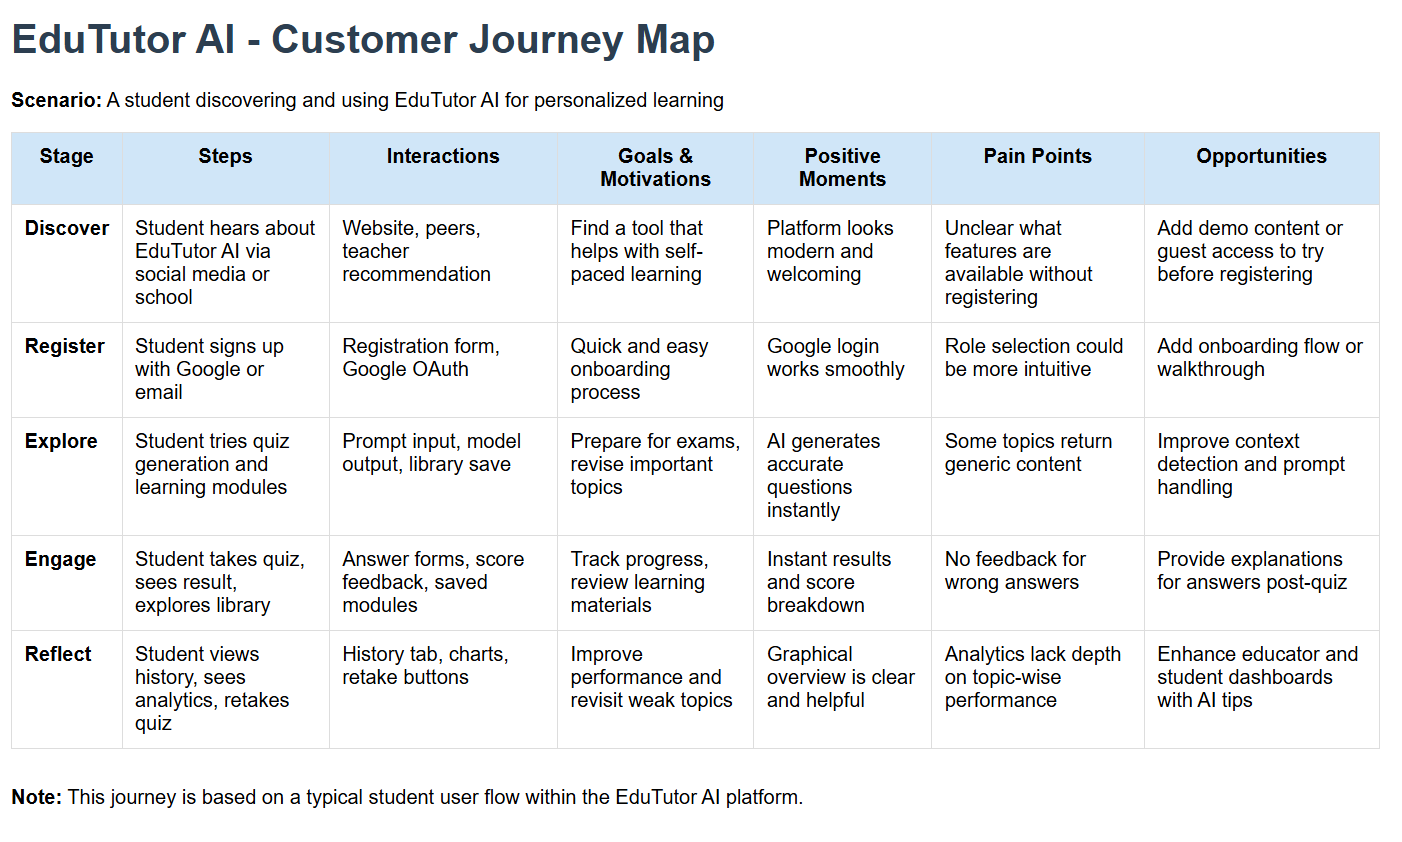 EduTutor AI - Customer Journey Map
Scenario: A student discovering and using EduTutor AI for personalized learning
Stage
Steps
Interactions
Goals &
Motivations
Positive
Moments
Pain Points
Opportunities
Discover
Student hears about
EduTutor AI via
social media or
school
Website, peers,
teacher
recommendation
Find a tool that
helps with self-
paced learning
Platform looks
modern and
welcoming
Unclear what
features are
available without
registering
Add demo content or
guest access to try
before registering
Register
Student signs up
with Google or
email
Registration form,
Google OAuth
Quick and easy
onboarding
process
Google login
works smoothly
Role selection could
be more intuitive
Add onboarding flow or
walkthrough
Explore
Student tries quiz
generation and
learning modules
Prompt input, model
output, library save
Prepare for exams,
revise important
topics
AI generates
accurate
questions
instantly
Some topics return
generic content
Improve context
detection and prompt
handling
Engage
Student takes quiz,
sees result,
explores library
Answer forms, score
feedback, saved
modules
Track progress,
review learning
materials
Instant results
and score
breakdown
No feedback for
wrong answers
Provide explanations
for answers post-quiz
Reflect
Student views
history, sees
analytics, retakes
quiz
History tab, charts,
retake buttons
Improve
performance and
revisit weak topics
Graphical
overview is clear
and helpful
Analytics lack depth
on topic-wise
performance
Enhance educator and
student dashboards
with AI tips
Note: This journey is based on a typical student user flow within the EduTutor AI platform.